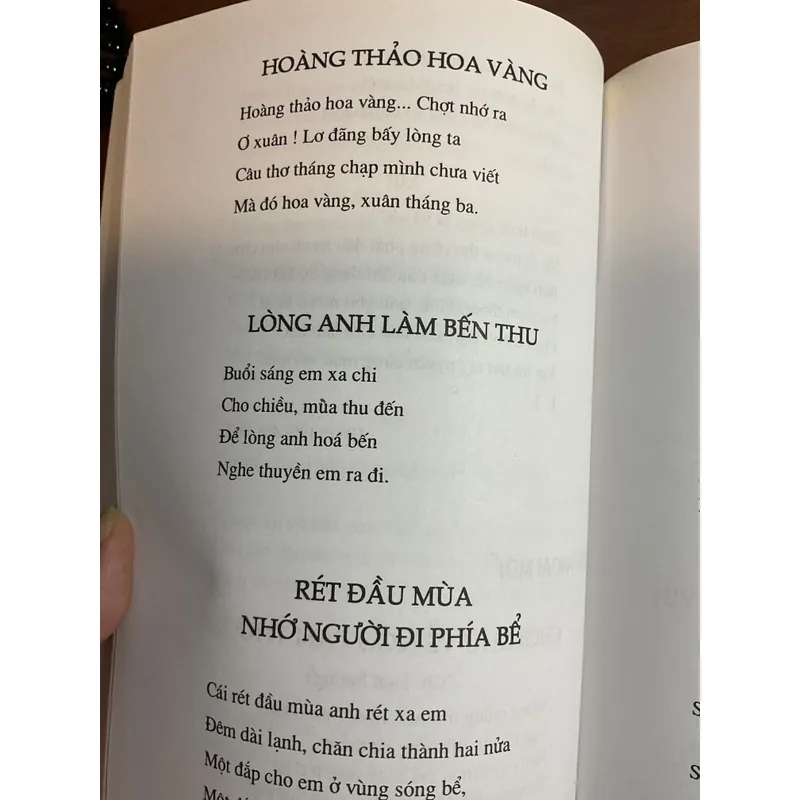 HOÀNG THẢO HOA VÀNG
Hoàng thảo hoa vàng... Chợt nhớ ra
Ơ xuân ! Lơ đãng bấy lòng ta
Câu thơ tháng chạp mình chưa viết
Mà đó hoa vàng, xuân tháng ba.
LÒNG ANH LÀM BẾN THU
Buổi sáng em xa chi
Cho chiều, mùa thu đến
Để lòng anh hoá bến
Nghe thuyền em ra đi.
RÉT ĐẦU MÙA
NHỚ NGƯỜI ĐI PHÍA BỂ
Cái rét đầu mùa anh rét xa em
Đêm dài lạnh, chăn chia thành hai nửa
Một đắp cho em ở vùng sóng bể,
Một